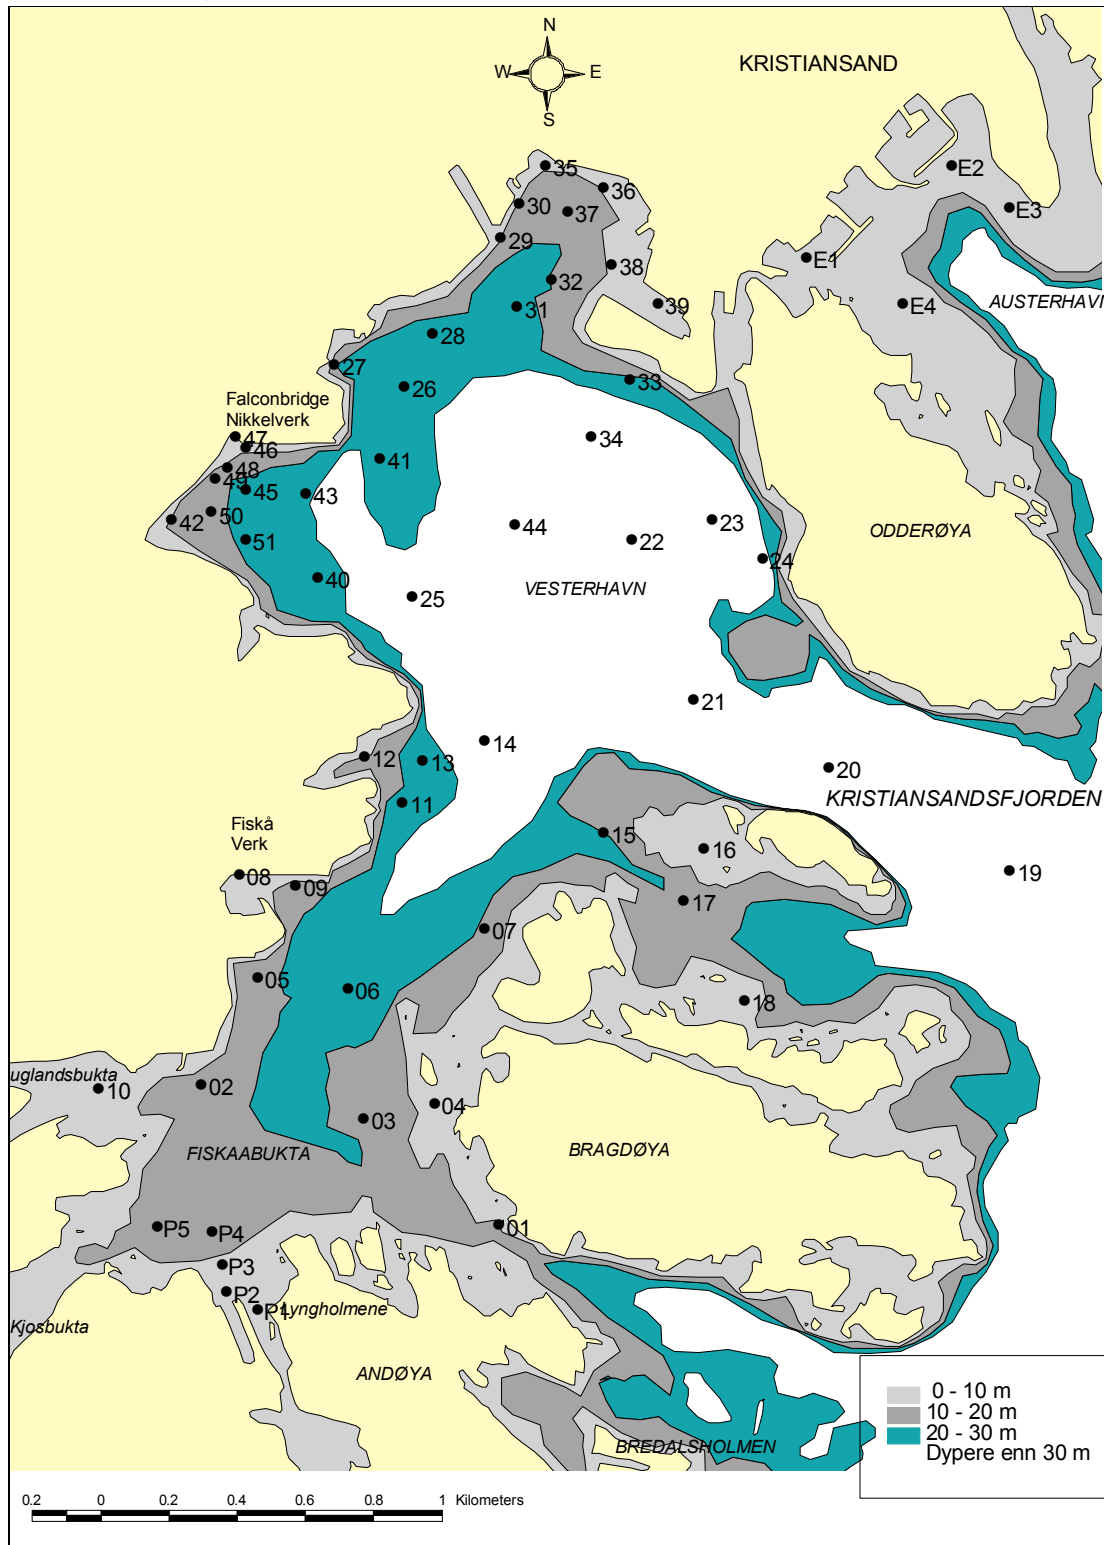 N
W E
S
KRISTIANSAND
35
E2
36
30
37
E3
29
E1
38
32
AUSTERHAVN
39
E4
31
28
27
33
26
Falconbridge
Nikkelverk
47
34
46
41
48
49
45
43
50
42
23
44
51
22
ODDERØYA
24
40
VESTERHAVN
25
21
14
12
13
20
11
KRISTIANSANDSFJORDEN
Fiskå
Verk
15
16
08
19
09
17
07
05
06
18
uglandsbukta
10
02
04
03
FISKAABUKTA
BRAGDØYA
P5
P4
01
P3
P2
P1
Lyngholmene
Kjosbukta
ANDØYA
0 - 10 m
10 - 20 m
20 - 30 m
Dypere enn 30 m
BREDALSHOLMEN
0.2 0 0.2 0.4 0.6 0.8 1 Kilometers